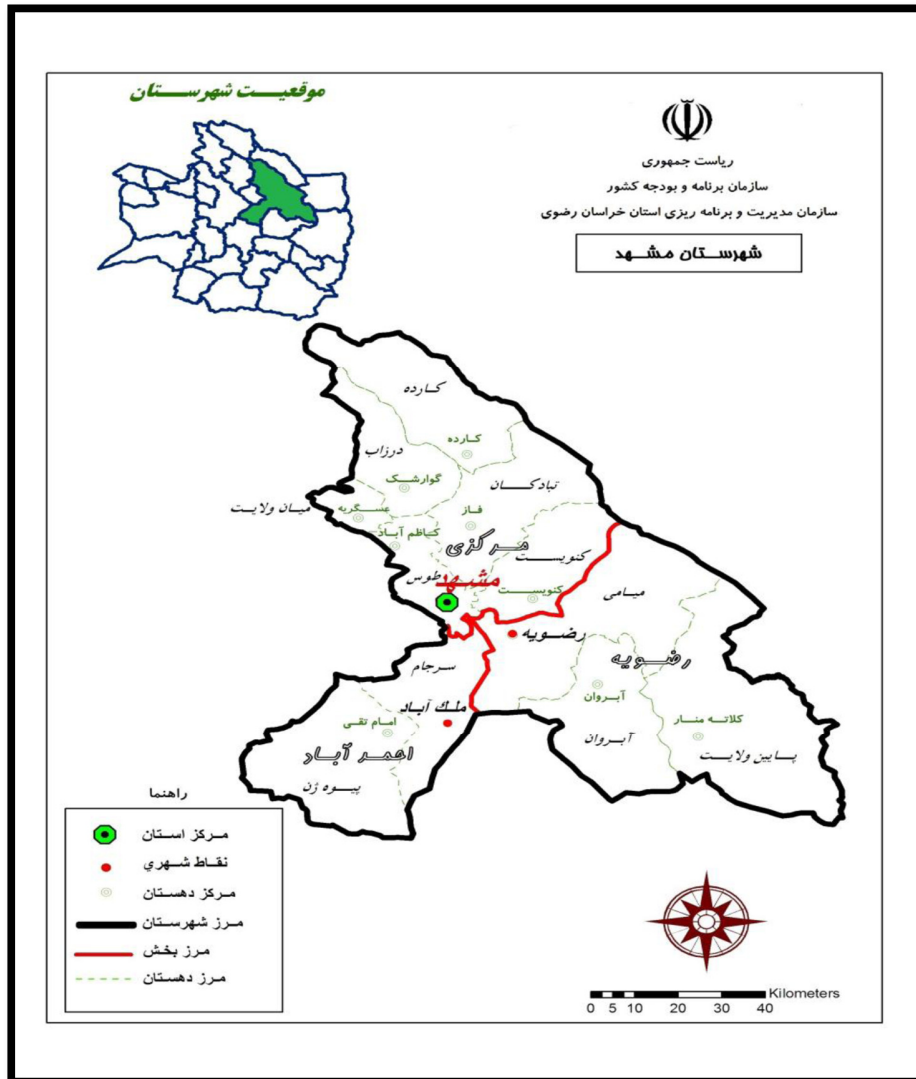 موقعیت شهرستان
ریاست جمهوری
سازمان برنامه و بودجه کشور
سازمان مدیریت و برنامه ریزی استان خراسان رضوی
شهرستان مشهد
کارده
کارده
درزاب
گوارشک
تبادکان
میان ولایت
عسگریه
فاز
کاظم آباد
مرکزی
کنویست
طوس
مشهد
کنویست
میامی
رضویه
رضویه
سرجام
آبروان
ملک آباد
امام تقی
کلاته منار
احمد آباد
آبروان
پایین ولایت
پیوه ژن
راهنما
مرکز استان
نقاط شهري
مرکز دهستان
مرز شهرستان
مرز بخش
مرز دهستان
Kilometers
0 5 10 20 30 40